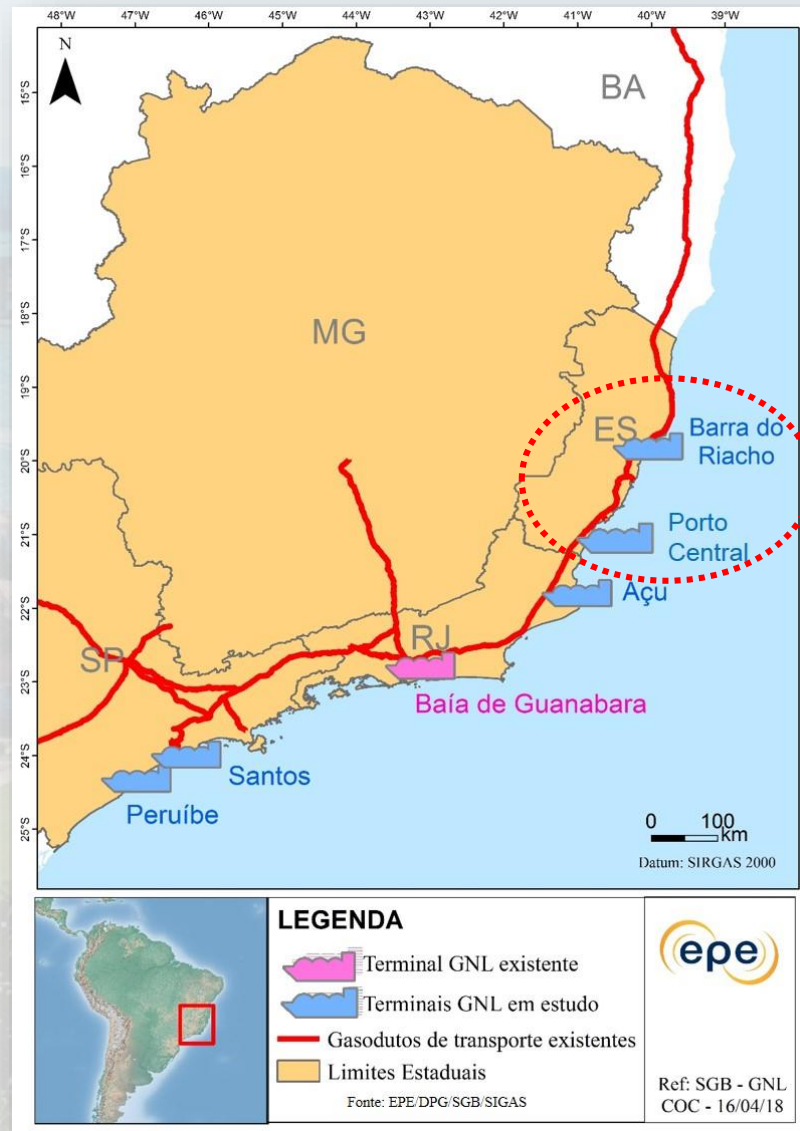 48°W 47°W 46°W 45°W 44°W 43°W 42°W 41°W 40°W 39°W
N
BA
15°S
16°S
17°S
18°S
MG
19°S
ES
Barra do
Riacho
20°S
Porto
Central
21°S
Açu
22°S
RJ
SP
23°S
Baía de Guanabara
24°S
Santos
Peruíbe
25°S
0 100
km
Datum: SIRGAS 2000
LEGENDA
Terminal GNL existente
Terminais GNL em estudo
Gasodutos de transporte existentes
Limites Estaduais
Fonte: EPE/DPG/SGB/SIGAS
epe
Ref: SGB - GNL
COC - 16/04/18